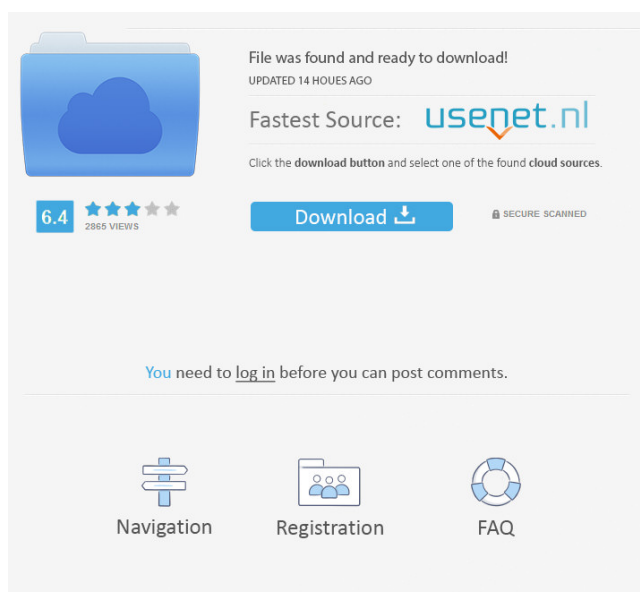 File was found and ready to download!
UPDATED 14 HOUES AGO
Fastest Source: usenet.nl
Click the download button and select one of the found cloud sources.
6.4
2865 VIEWS
Download
SECURE SCANNED
You need to log in before you can post comments.
Navigation
Registration
FAQ